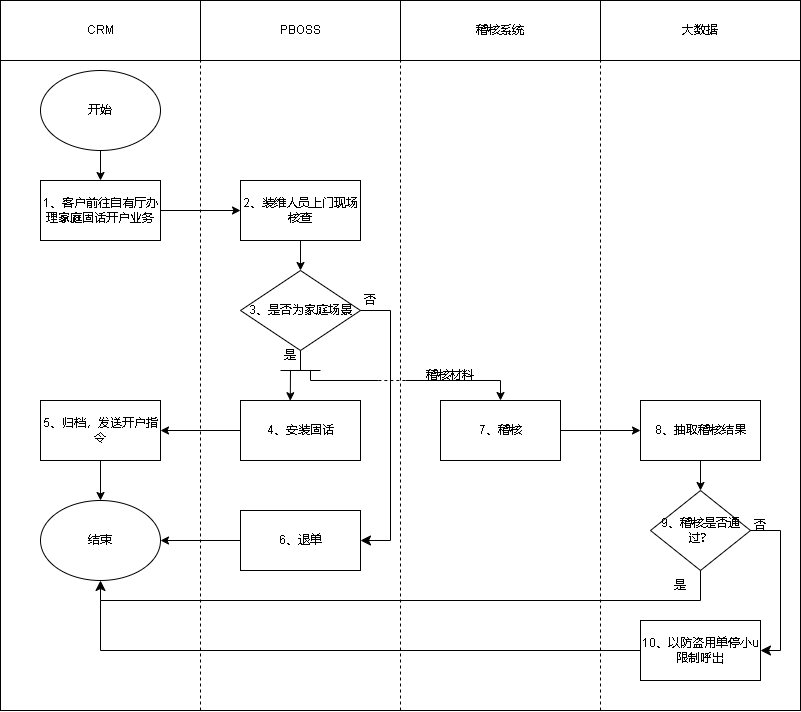 CRM
PBOSS
稽核系统
大数据
开始
1、客户前往自有厅办
理家庭固话开户业务
2、装维人员上门现场
核查
3、是否为家庭场景
否
是
稽核材料
5、归档，发送开户指
令
4、安装固话
7、稽核
8、抽取稽核结果
9、稽核是否通
过？
否
结束
6、退单
是
10、以防盗用单停小u
限制呼出